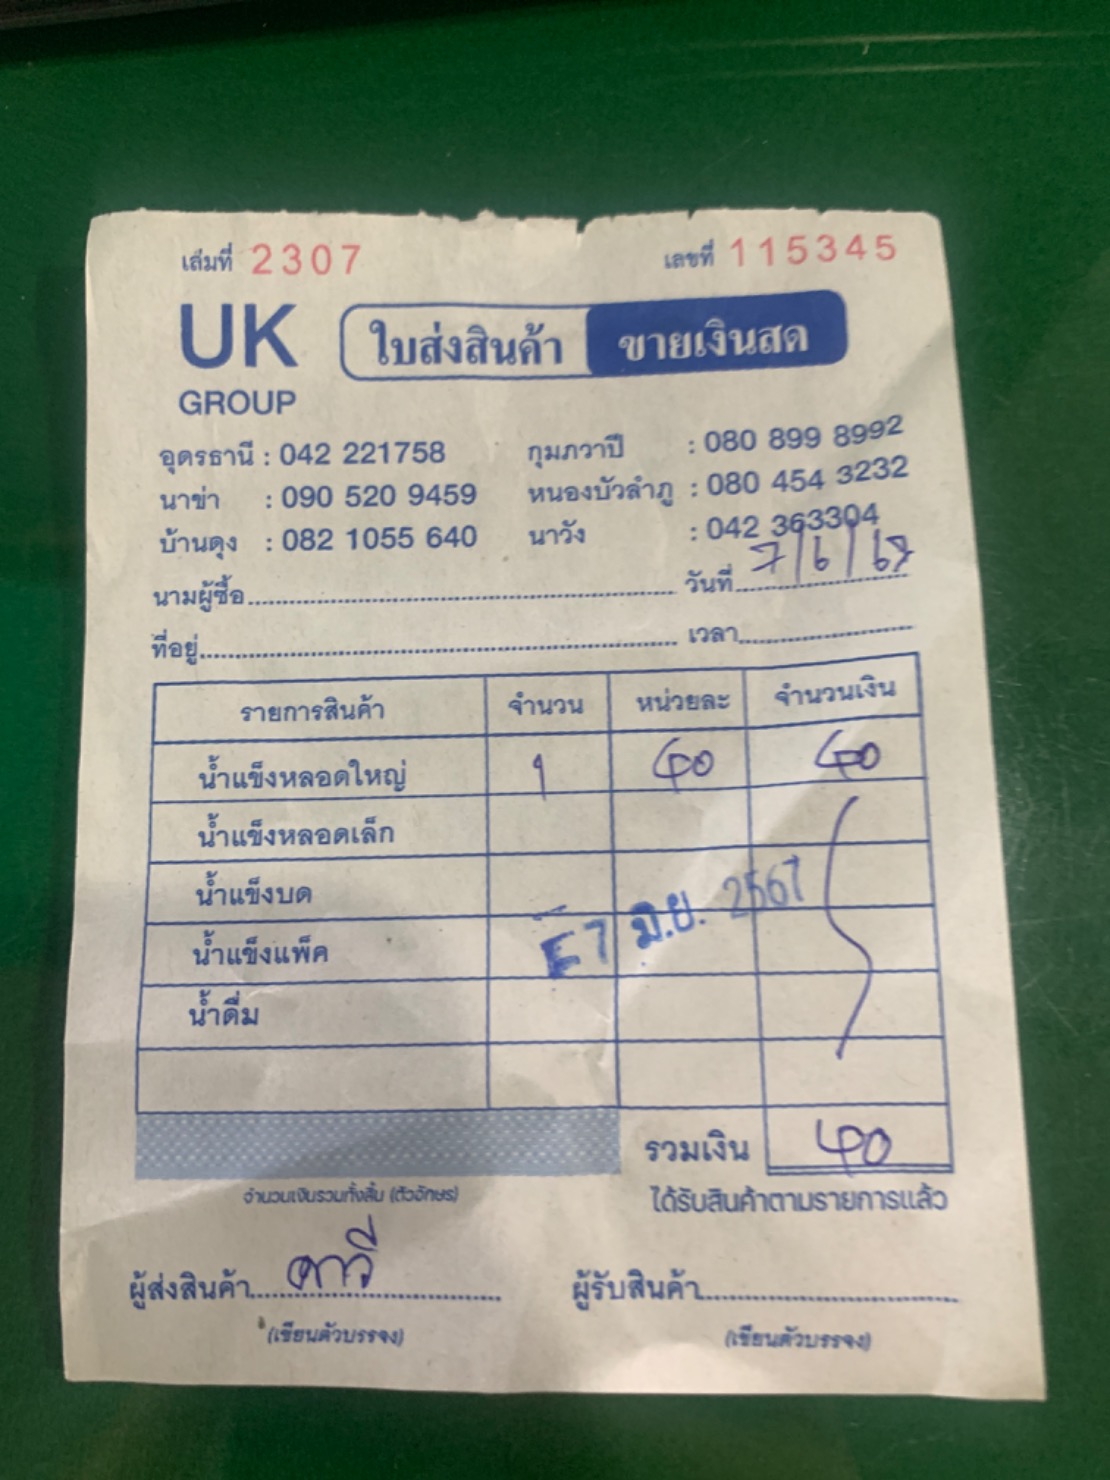 เล่มที่ 2307 เลขที่ 115345
UK GROUP ใบส่งสินค้า ขายเงินสด
อุดรธานี : 042 221758 กุมภวาปี : 080 899 8992
นาข่า : 090 520 9459 หนองบัวลำภู : 080 454 3232
บ้านดุง : 082 1055 640 นาวัง : 042 363304
นามผู้ซื้อ วันที่ 7/6/67
ที่อยู่ เวลา
รายการสินค้า จำนวน หน่วยละ จำนวนเงิน
น้ำแข็งหลอดใหญ่ 1 40 40
น้ำแข็งหลอดเล็ก
น้ำแข็งบด
น้ำแข็งแพ็ค
7 มิ.ย. 2567
น้ำดื่ม
รวมเงิน 40
จำนวนเงินรวมทั้งสิ้น (ตัวอักษร) ได้รับสินค้าตามรายการแล้ว
ผู้ส่งสินค้า ผู้รับสินค้า
(เขียนตัวบรรจง) (เขียนตัวบรรจง)